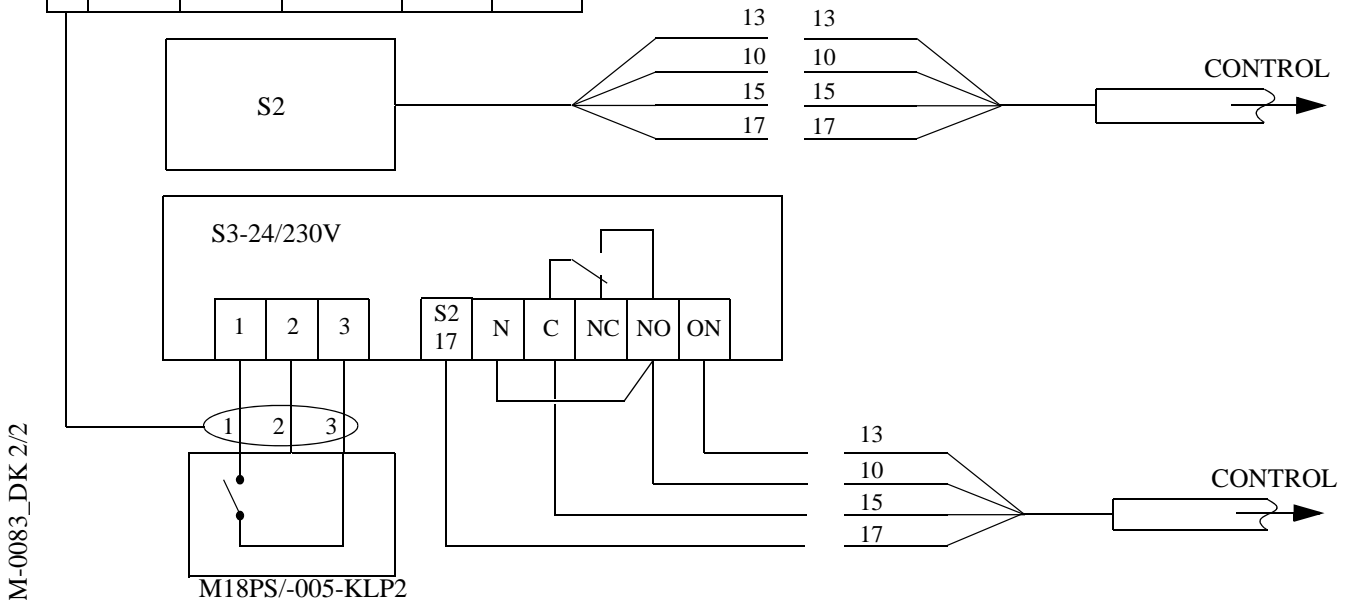 13 13
10 10
CONTROL
S2
15 15
17 17
S3-24/230V
1 2 3
S2
17
N C NC NO ON
1 2 3
13
10
CONTROL
15
17
M18PS/-005-KLP2
M-0083_DK 2/2